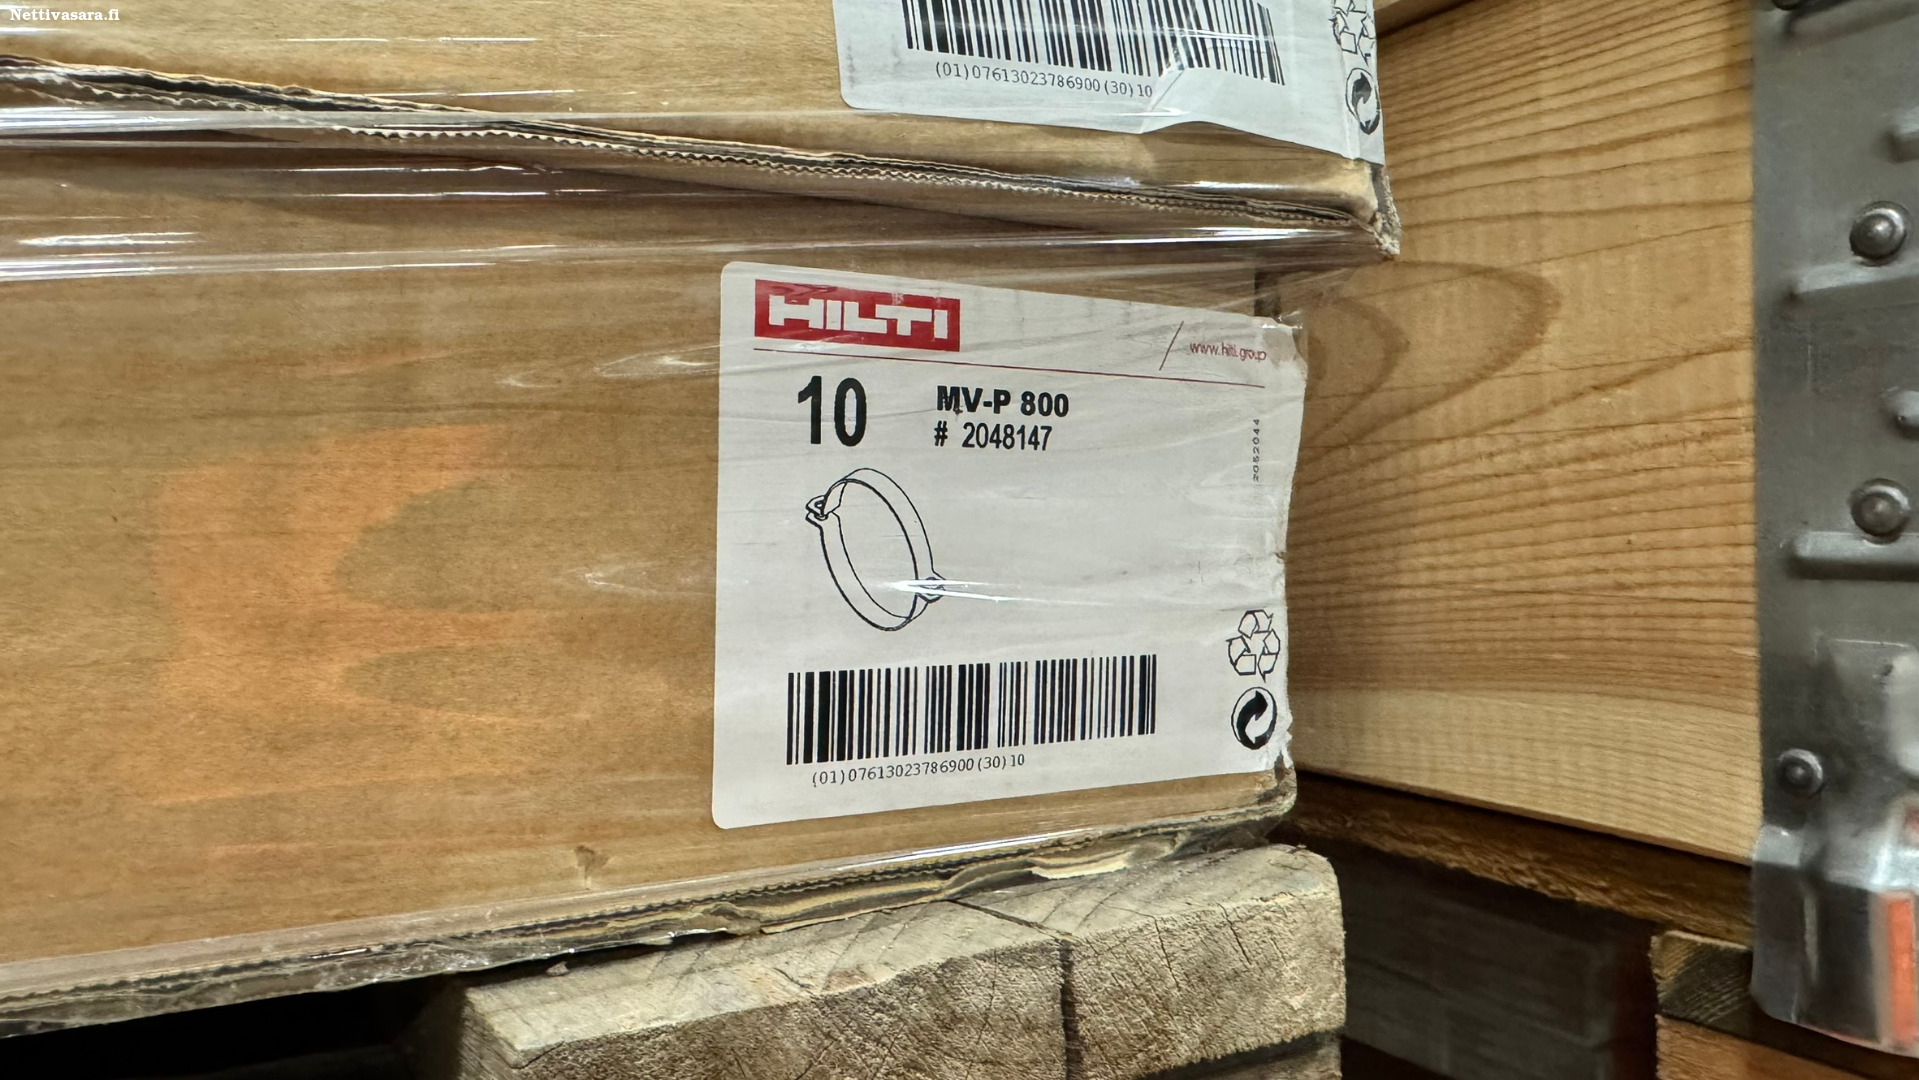 Nettivasara.fi
(01)07613023786900(30)10
HILTI
www.hilti.group
10
MV-P 800
# 2048147
2052044
(01)07613023786900(30)10